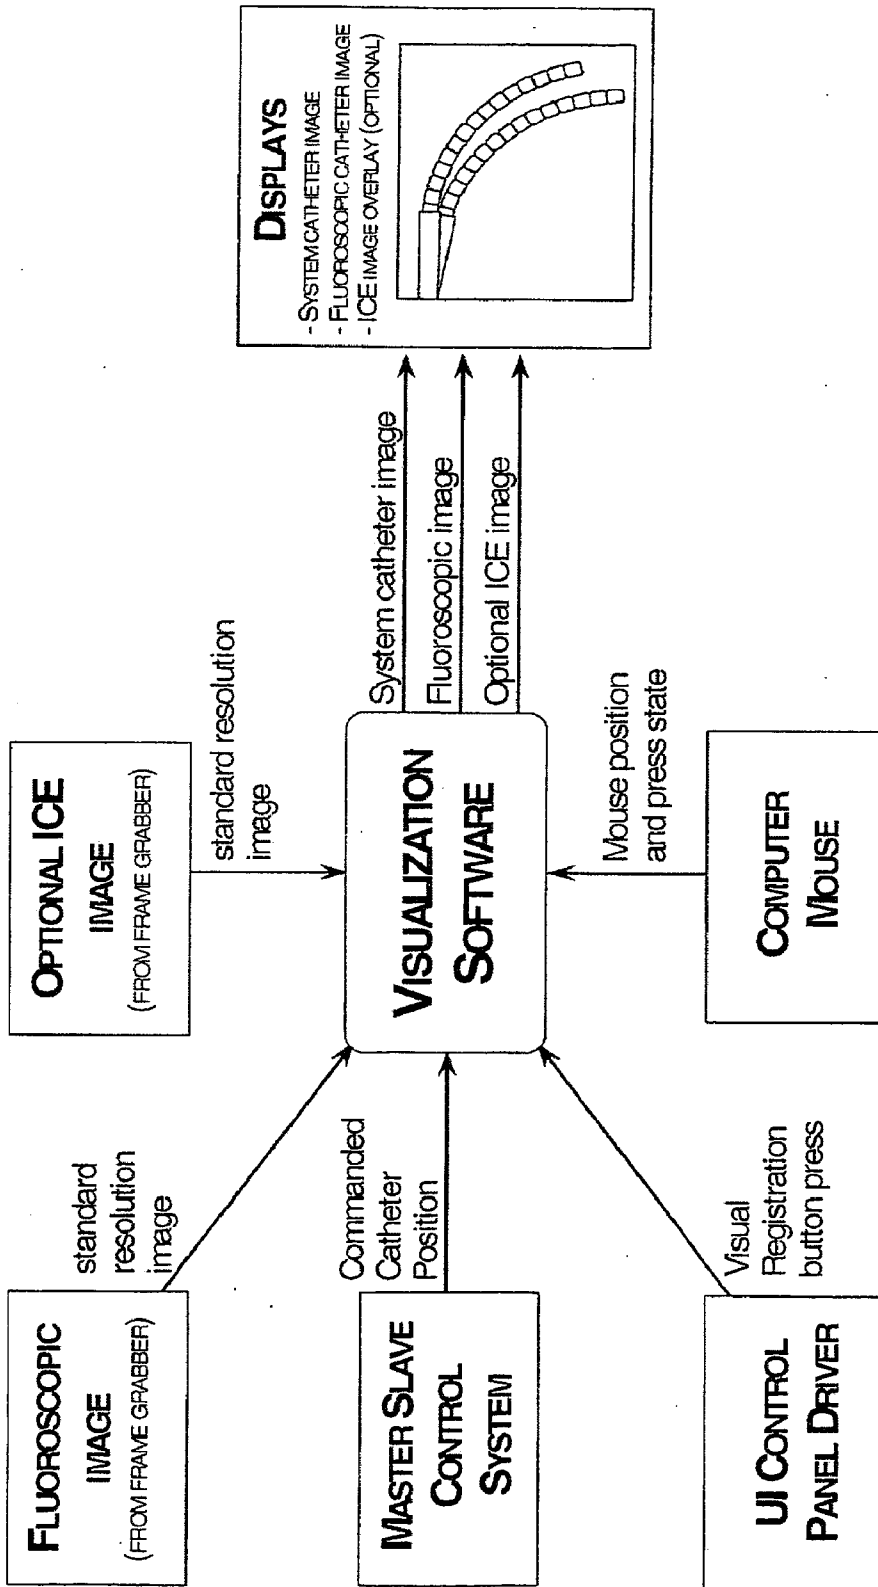 FLUOROSCOPIC
IMAGE
(FROM FRAME GRABBER)
standard
resolution
image
OPTIONAL ICE
IMAGE
(FROM FRAME GRABBER)
standard resolution
image
MASTER SLAVE
CONTROL
SYSTEM
Commanded
Catheter
Position
VISUALIZATION
SOFTWARE
System catheter image
Fluoroscopic image
Optional ICE image
DISPLAYS
- SYSTEM CATHETER IMAGE
- FLUOROSCOPIC CATHETER IMAGE
- ICE IMAGE OVERLAY (OPTIONAL)
UI CONTROL
PANEL DRIVER
Visual
Registration
button press
COMPUTER
MOUSE
Mouse position
and press state